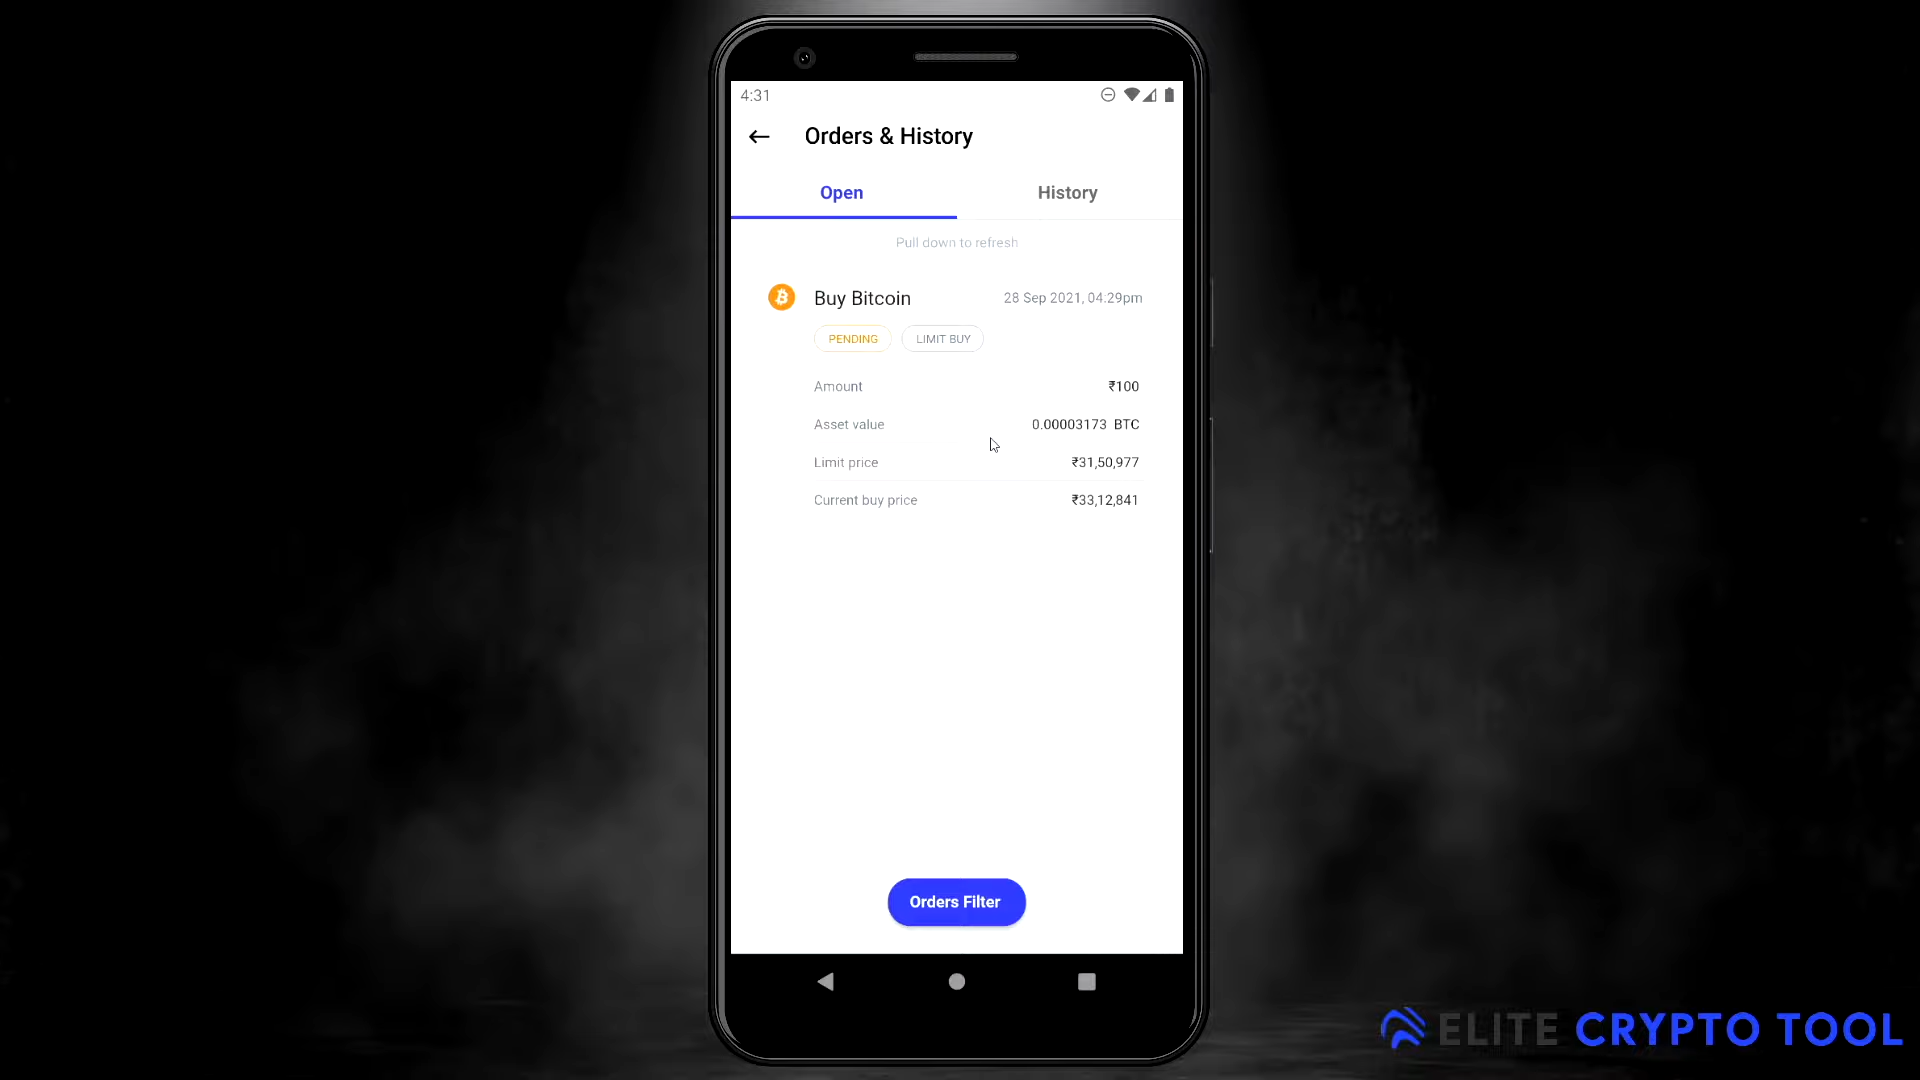 4:31
Orders & History
Open
History
Pull down to refresh
Buy Bitcoin
28 Sep 2021, 04:29pm
PENDING
LIMIT BUY
Amount
₹100
Asset value
0.00003173 BTC
Limit price
₹31,50,977
Current buy price
₹33,12,841
Orders Filter
ELITE CRYPTO TOOL